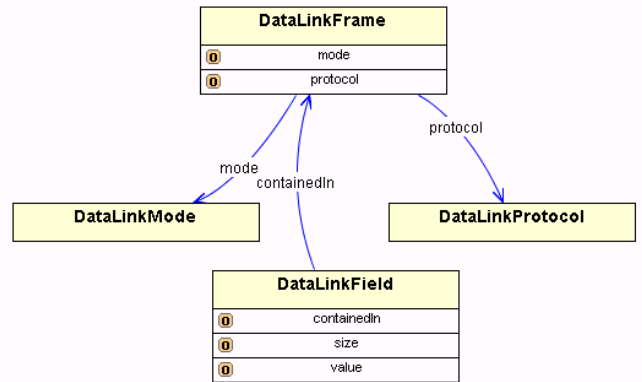 DataLinkFrame
O mode
O protocol
protocol
mode
containedIn
DataLinkMode
DataLinkProtocol
DataLinkField
O containedIn
O size
O value